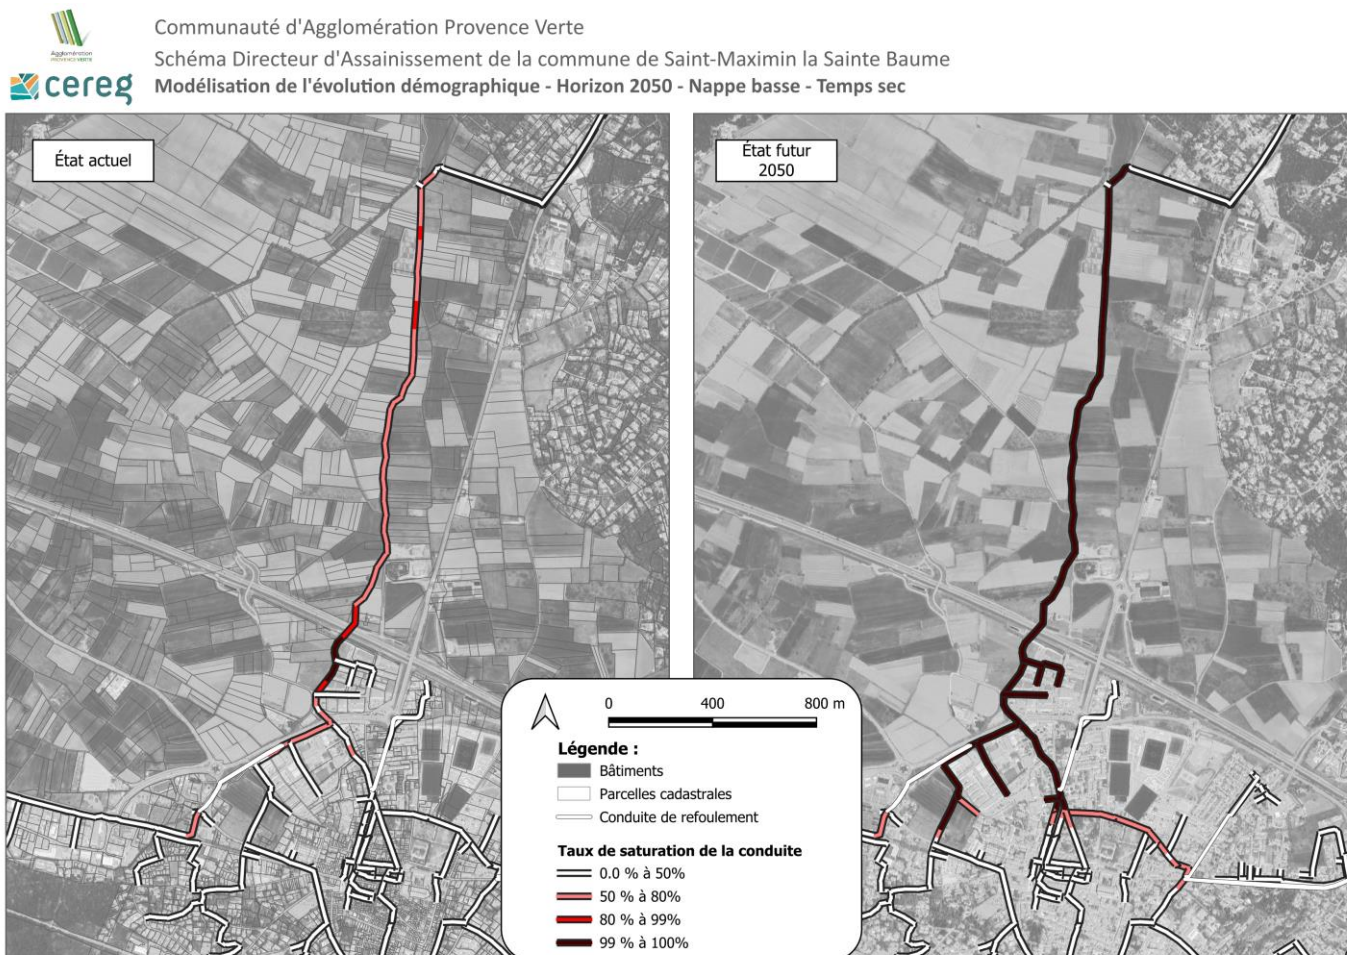 Agglomération
PROVENCE VERTE
cereg
Communauté d'Agglomération Provence Verte
Schéma Directeur d'Assainissement de la commune de Saint-Maximin la Sainte Baume
Modélisation de l'évolution démographique - Horizon 2050 - Nappe basse - Temps sec
État actuel
État futur
2050
0 400 800 m
Légende :
Bâtiments
Parcelles cadastrales
Conduite de refoulement
Taux de saturation de la conduite
0.0 % à 50%
50 % à 80%
80 % à 99%
99 % à 100%